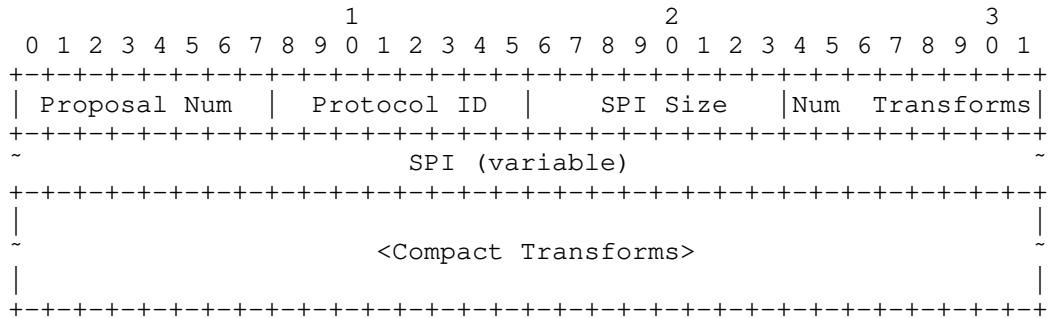 1                   2                   3
 0 1 2 3 4 5 6 7 8 9 0 1 2 3 4 5 6 7 8 9 0 1 2 3 4 5 6 7 8 9 0 1
+-+-+-+-+-+-+-+-+-+-+-+-+-+-+-+-+-+-+-+-+-+-+-+-+-+-+-+-+-+-+-+-+
| Proposal Num  |  Protocol ID  |    SPI Size   |Num  Transforms|
+-+-+-+-+-+-+-+-+-+-+-+-+-+-+-+-+-+-+-+-+-+-+-+-+-+-+-+-+-+-+-+-+
~                        SPI (variable)                         ~
+-+-+-+-+-+-+-+-+-+-+-+-+-+-+-+-+-+-+-+-+-+-+-+-+-+-+-+-+-+-+-+-+
|                                                               |
~                      <Compact Transforms>                     ~
|                                                               |
+-+-+-+-+-+-+-+-+-+-+-+-+-+-+-+-+-+-+-+-+-+-+-+-+-+-+-+-+-+-+-+-+